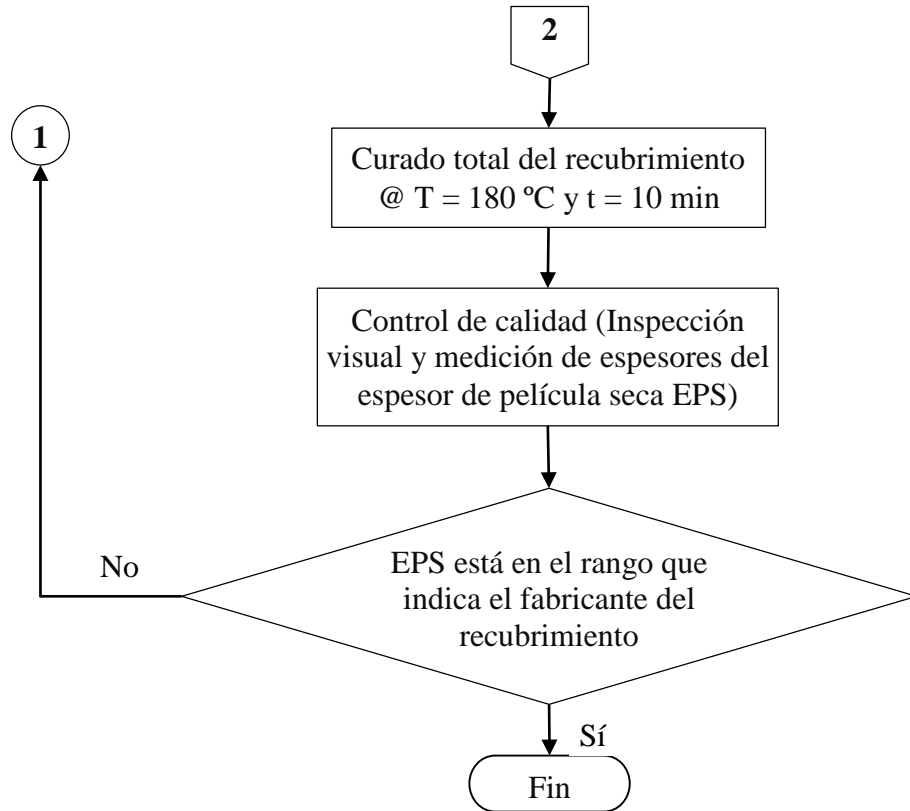 2
1
Curado total del recubrimiento
@ T = 180 ºC y t = 10 min
Control de calidad (Inspección
visual y medición de espesores del
espesor de película seca EPS)
No
EPS está en el rango que
indica el fabricante del
recubrimiento
Sí
Fin